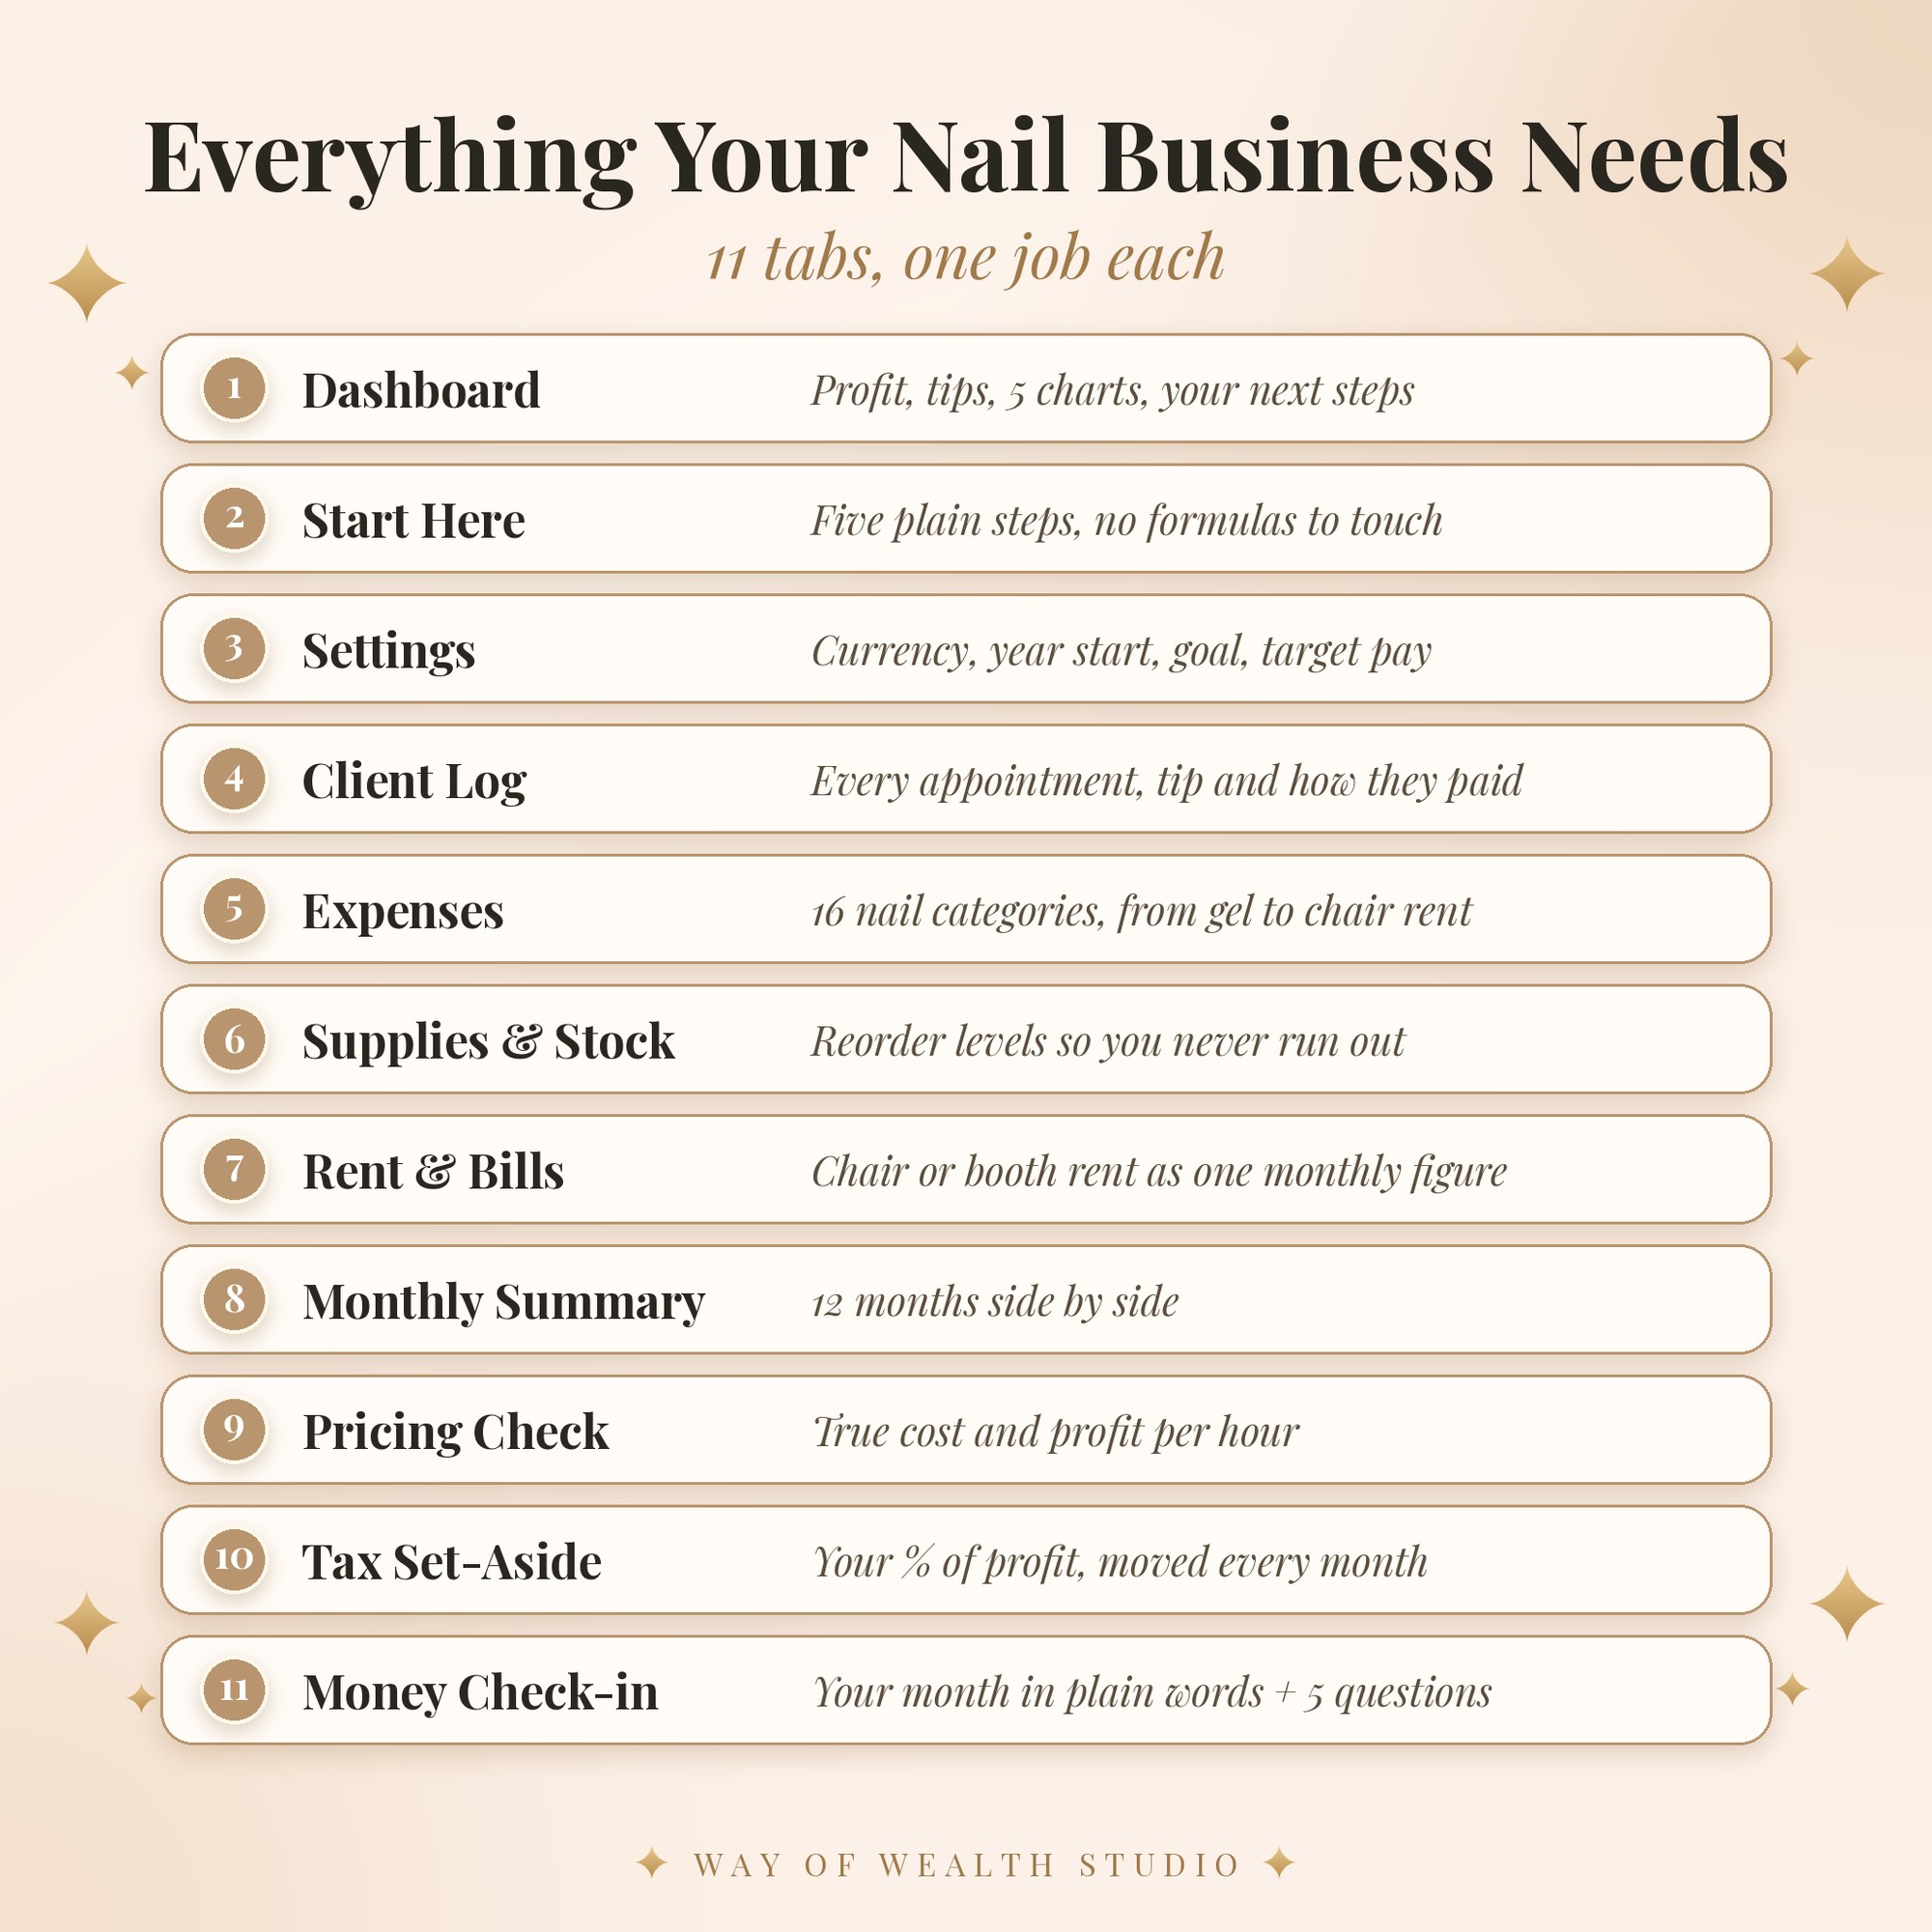 Everything Your Nail Business Needs
11 tabs, one job each
1 Dashboard Profit, tips, 5 charts, your next steps
2 Start Here Five plain steps, no formulas to touch
3 Settings Currency, year start, goal, target pay
4 Client Log Every appointment, tip and how they paid
5 Expenses 16 nail categories, from gel to chair rent
6 Supplies & Stock Reorder levels so you never run out
7 Rent & Bills Chair or booth rent as one monthly figure
8 Monthly Summary 12 months side by side
9 Pricing Check True cost and profit per hour
10 Tax Set-Aside Your % of profit, moved every month
11 Money Check-in Your month in plain words + 5 questions
WAY OF WEALTH STUDIO